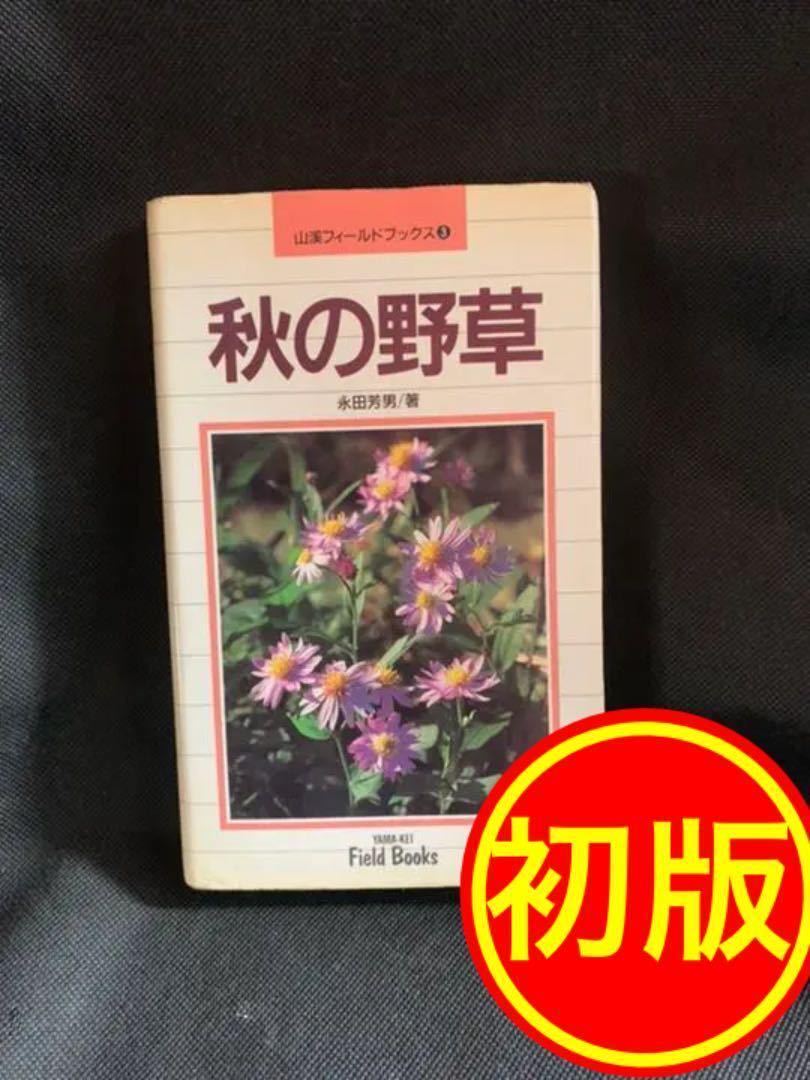 山溪フィールドブックス❸
秋の野草
永田芳男/著
YAMA-KEI
Field Books
初版